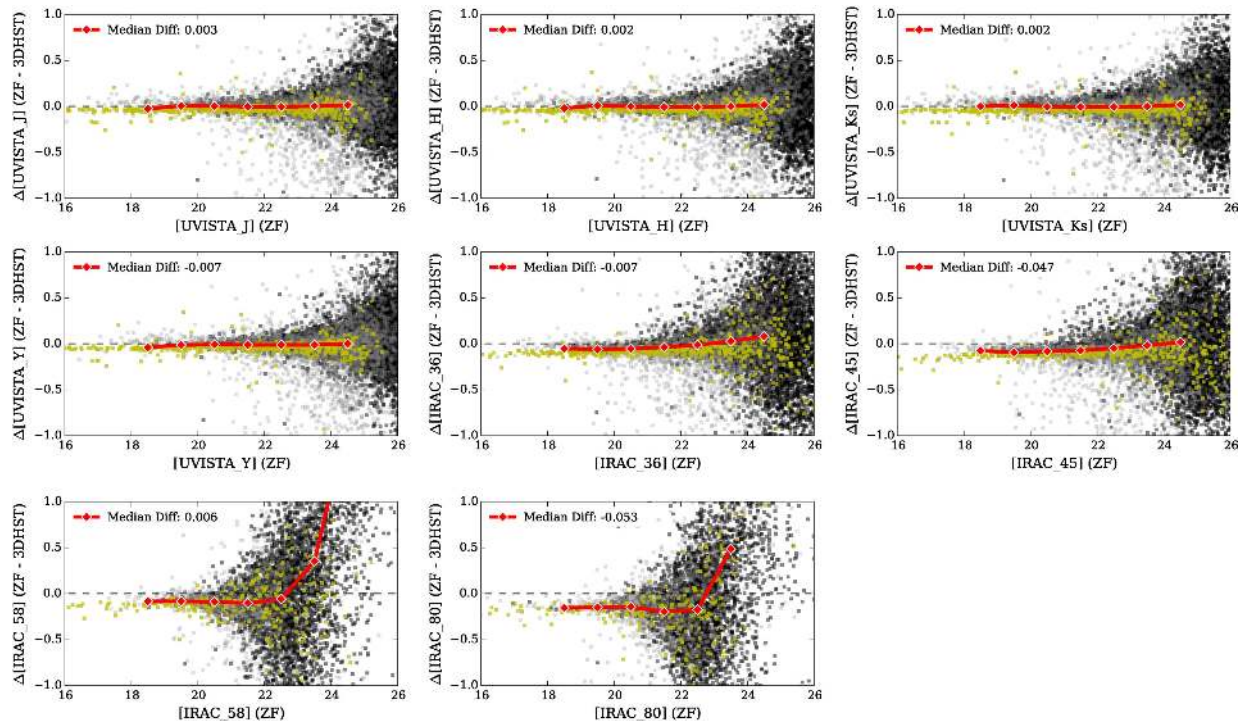 Median Diff: 0.003
Δ[UVISTA_J] (ZF - 3DHST)
1.0
0.5
0.0
−0.5
−1.0
16 18 20 22 24 26
[UVISTA_J] (ZF)
Median Diff: 0.002
Δ[UVISTA_H] (ZF - 3DHST)
1.0
0.5
0.0
−0.5
−1.0
16 18 20 22 24 26
[UVISTA_H] (ZF)
Median Diff: 0.002
Δ[UVISTA_Ks] (ZF - 3DHST)
1.0
0.5
0.0
−0.5
−1.0
16 18 20 22 24 26
[UVISTA_Ks] (ZF)
Median Diff: -0.007
Δ[UVISTA_Y] (ZF - 3DHST)
1.0
0.5
0.0
−0.5
−1.0
16 18 20 22 24 26
[UVISTA_Y] (ZF)
Median Diff: -0.007
Δ[IRAC_36] (ZF - 3DHST)
1.0
0.5
0.0
−0.5
−1.0
16 18 20 22 24 26
[IRAC_36] (ZF)
Median Diff: -0.047
Δ[IRAC_45] (ZF - 3DHST)
1.0
0.5
0.0
−0.5
−1.0
16 18 20 22 24 26
[IRAC_45] (ZF)
Median Diff: 0.006
Δ[IRAC_58] (ZF - 3DHST)
1.0
0.5
0.0
−0.5
−1.0
16 18 20 22 24 26
[IRAC_58] (ZF)
Median Diff: -0.053
Δ[IRAC_80] (ZF - 3DHST)
1.0
0.5
0.0
−0.5
−1.0
16 18 20 22 24 26
[IRAC_80] (ZF)